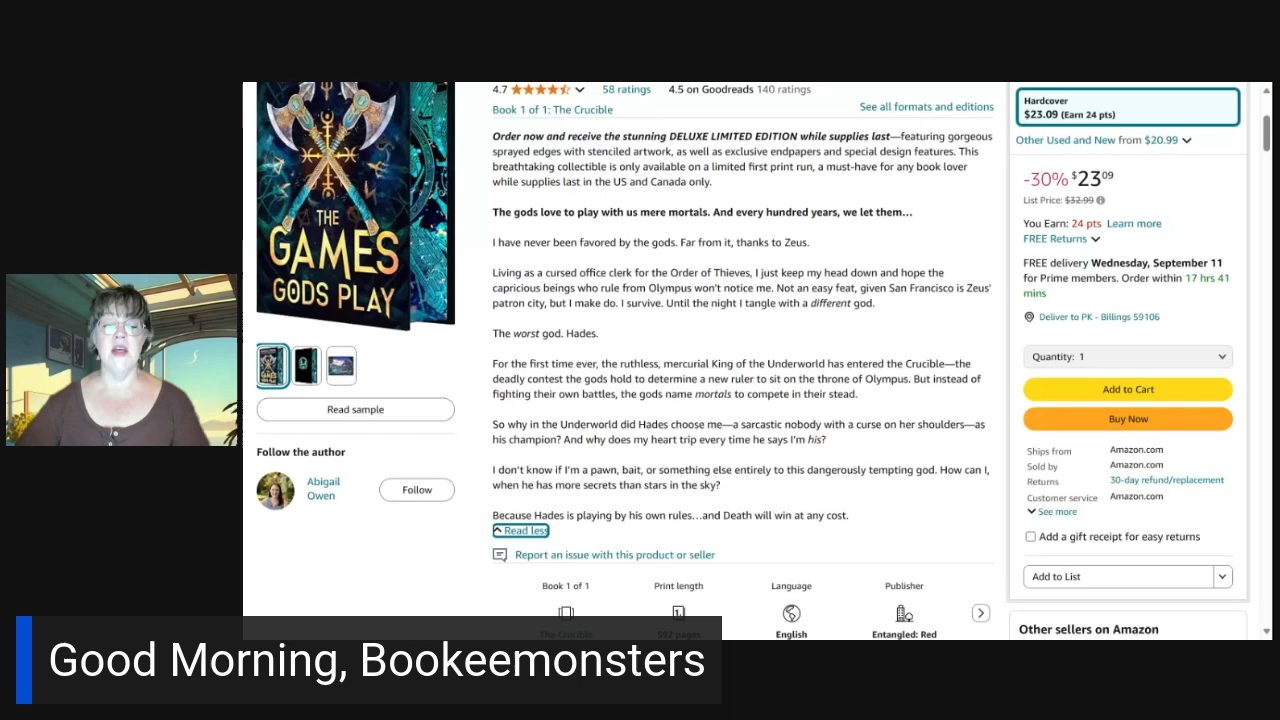 THE
GAMES
GODS PLAY
Read sample
Follow the author
Abigail
Owen
Follow
4.7
58 ratings
4.5 on Goodreads 140 ratings
Book 1 of 1: The Crucible
See all formats and editions
Order now and receive the stunning DELUXE LIMITED EDITION while supplies last—featuring gorgeous
sprayed edges with stenciled artwork, as well as exclusive endpapers and special design features. This
breathtaking collectible is only available on a limited first print run, a must-have for any book lover
while supplies last in the US and Canada only.
The gods love to play with us mere mortals. And every hundred years, we let them…
I have never been favored by the gods. Far from it, thanks to Zeus.
Living as a cursed office clerk for the Order of Thieves, I just keep my head down and hope the
capricious beings who rule from Olympus won't notice me. Not an easy feat, given San Francisco is Zeus'
patron city, but I make do. I survive. Until the night I tangle with a different god.
The worst god. Hades.
For the first time ever, the ruthless, mercurial King of the Underworld has entered the Crucible—the
deadly contest the gods hold to determine a new ruler to sit on the throne of Olympus. But instead of
fighting their own battles, the gods name mortals to compete in their stead.
So why in the Underworld did Hades choose me—a sarcastic nobody with a curse on her shoulders—as
his champion? And why does my heart trip every time he says I'm his?
I don't know if I'm a pawn, bait, or something else entirely to this dangerously tempting god. How can I,
when he has more secrets than stars in the sky?
Because Hades is playing by his own rules…and Death will win at any cost.
Read less
Report an issue with this product or seller
Book 1 of 1
Print length
Language
Publisher
The Crucible
592 pages
English
Entangled: Red
Hardcover
$23.09 (Earn 24 pts)
Other Used and New from $20.99
-30% $23 09
List Price: $32.99
You Earn: 24 pts Learn more
FREE Returns
FREE delivery Wednesday, September 11
for Prime members. Order within 17 hrs 41
mins
Deliver to PK - Billings 59106
Quantity: 1
Add to Cart
Buy Now
Ships from Amazon.com
Sold by Amazon.com
Returns 30-day refund/replacement
Customer service Amazon.com
See more
Add a gift receipt for easy returns
Add to List
Other sellers on Amazon
Good Morning, Bookeemonsters